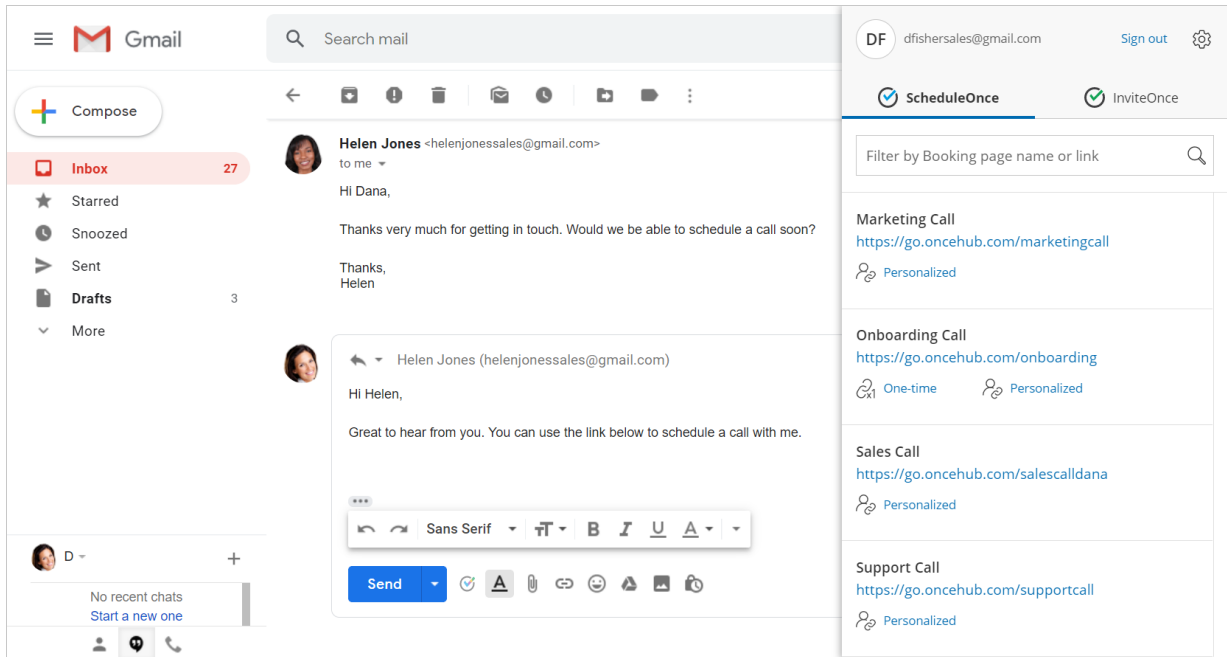 Gmail
Compose
Inbox 27
Starred
Snoozed
Sent
Drafts 3
More
D
No recent chats
Start a new one
Search mail
Helen Jones <helenjonessales@gmail.com>
to me
Hi Dana,
Thanks very much for getting in touch. Would we be able to schedule a call soon?
Thanks,
Helen
Helen Jones (helenjonessales@gmail.com)
Hi Helen,
Great to hear from you. You can use the link below to schedule a call with me.
Sans Serif TT B I U A
Send A
DF dfishersales@gmail.com Sign out
ScheduleOnce InviteOnce
Filter by Booking page name or link
Marketing Call
https://go.oncehub.com/marketingcall
Personalized
Onboarding Call
https://go.oncehub.com/onboarding
x1 One-time Personalized
Sales Call
https://go.oncehub.com/salescalldana
Personalized
Support Call
https://go.oncehub.com/supportcall
Personalized